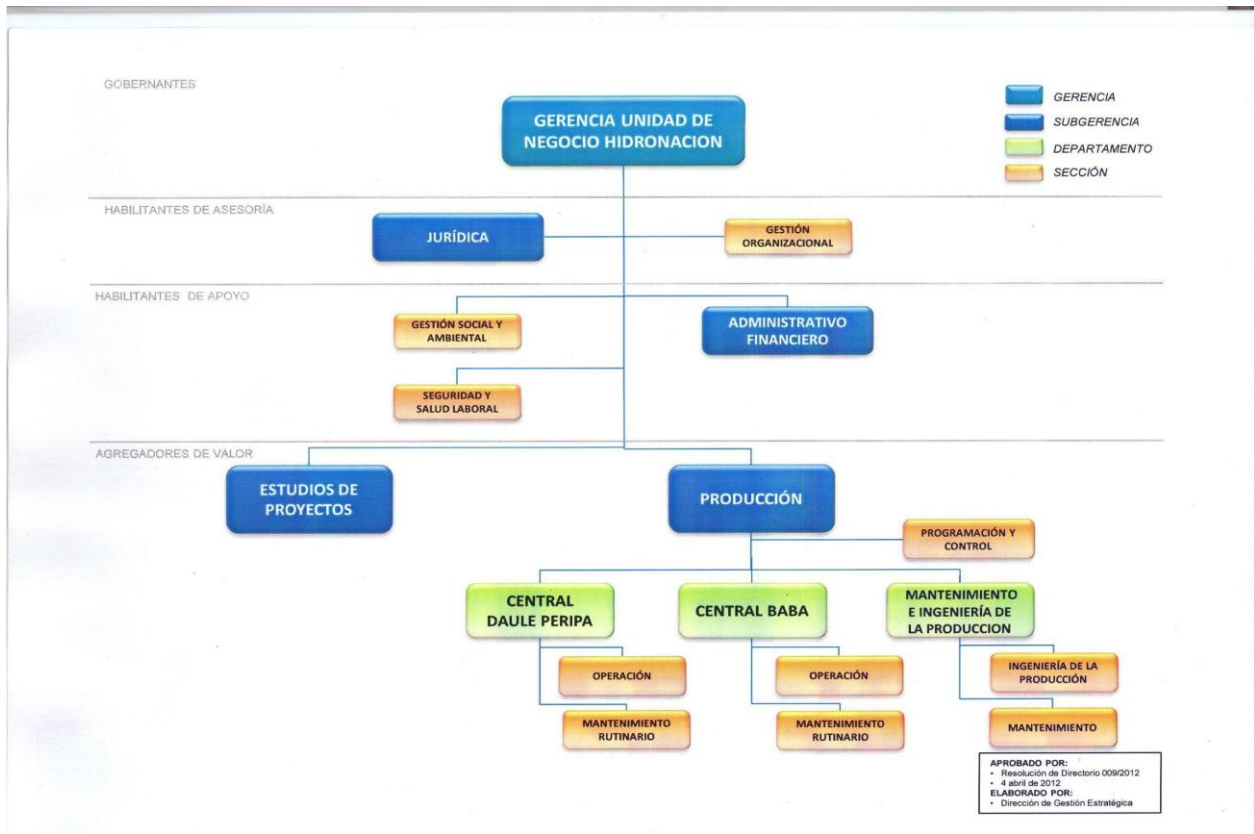 GOBERNANTES
GERENCIA UNIDAD DE
NEGOCIO HIDRONACION
GERENCIA
SUBGERENCIA
DEPARTAMENTO
SECCIÓN
HABILITANTES DE ASESORÍA
JURÍDICA
GESTIÓN
ORGANIZACIONAL
HABILITANTES DE APOYO
GESTIÓN SOCIAL Y
AMBIENTAL
ADMINISTRATIVO
FINANCIERO
SEGURIDAD Y
SALUD LABORAL
AGREGADORES DE VALOR
ESTUDIOS DE
PROYECTOS
PRODUCCIÓN
PROGRAMACIÓN Y
CONTROL
CENTRAL
DAULE PERIPA
CENTRAL BABA
MANTENIMIENTO
E INGENIERÍA DE
LA PRODUCCION
OPERACIÓN
OPERACIÓN
INGENIERÍA DE LA
PRODUCCIÓN
MANTENIMIENTO
RUTINARIO
MANTENIMIENTO
RUTINARIO
MANTENIMIENTO
APROBADO POR:
• Resolución de Directorio 009/2012
• 4 abril de 2012
ELABORADO POR:
• Dirección de Gestión Estratégica